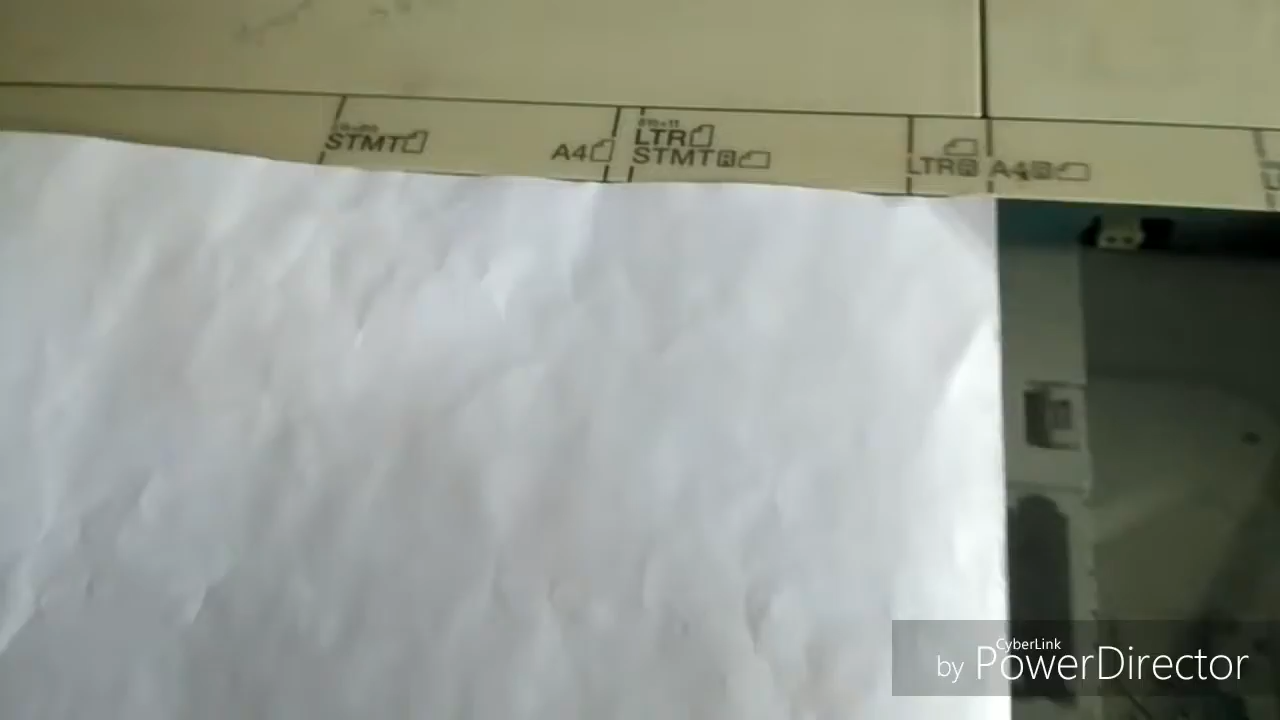 STMT
A4
LTR
STMT R
LTR R
A4 R
CyberLink
by PowerDirector